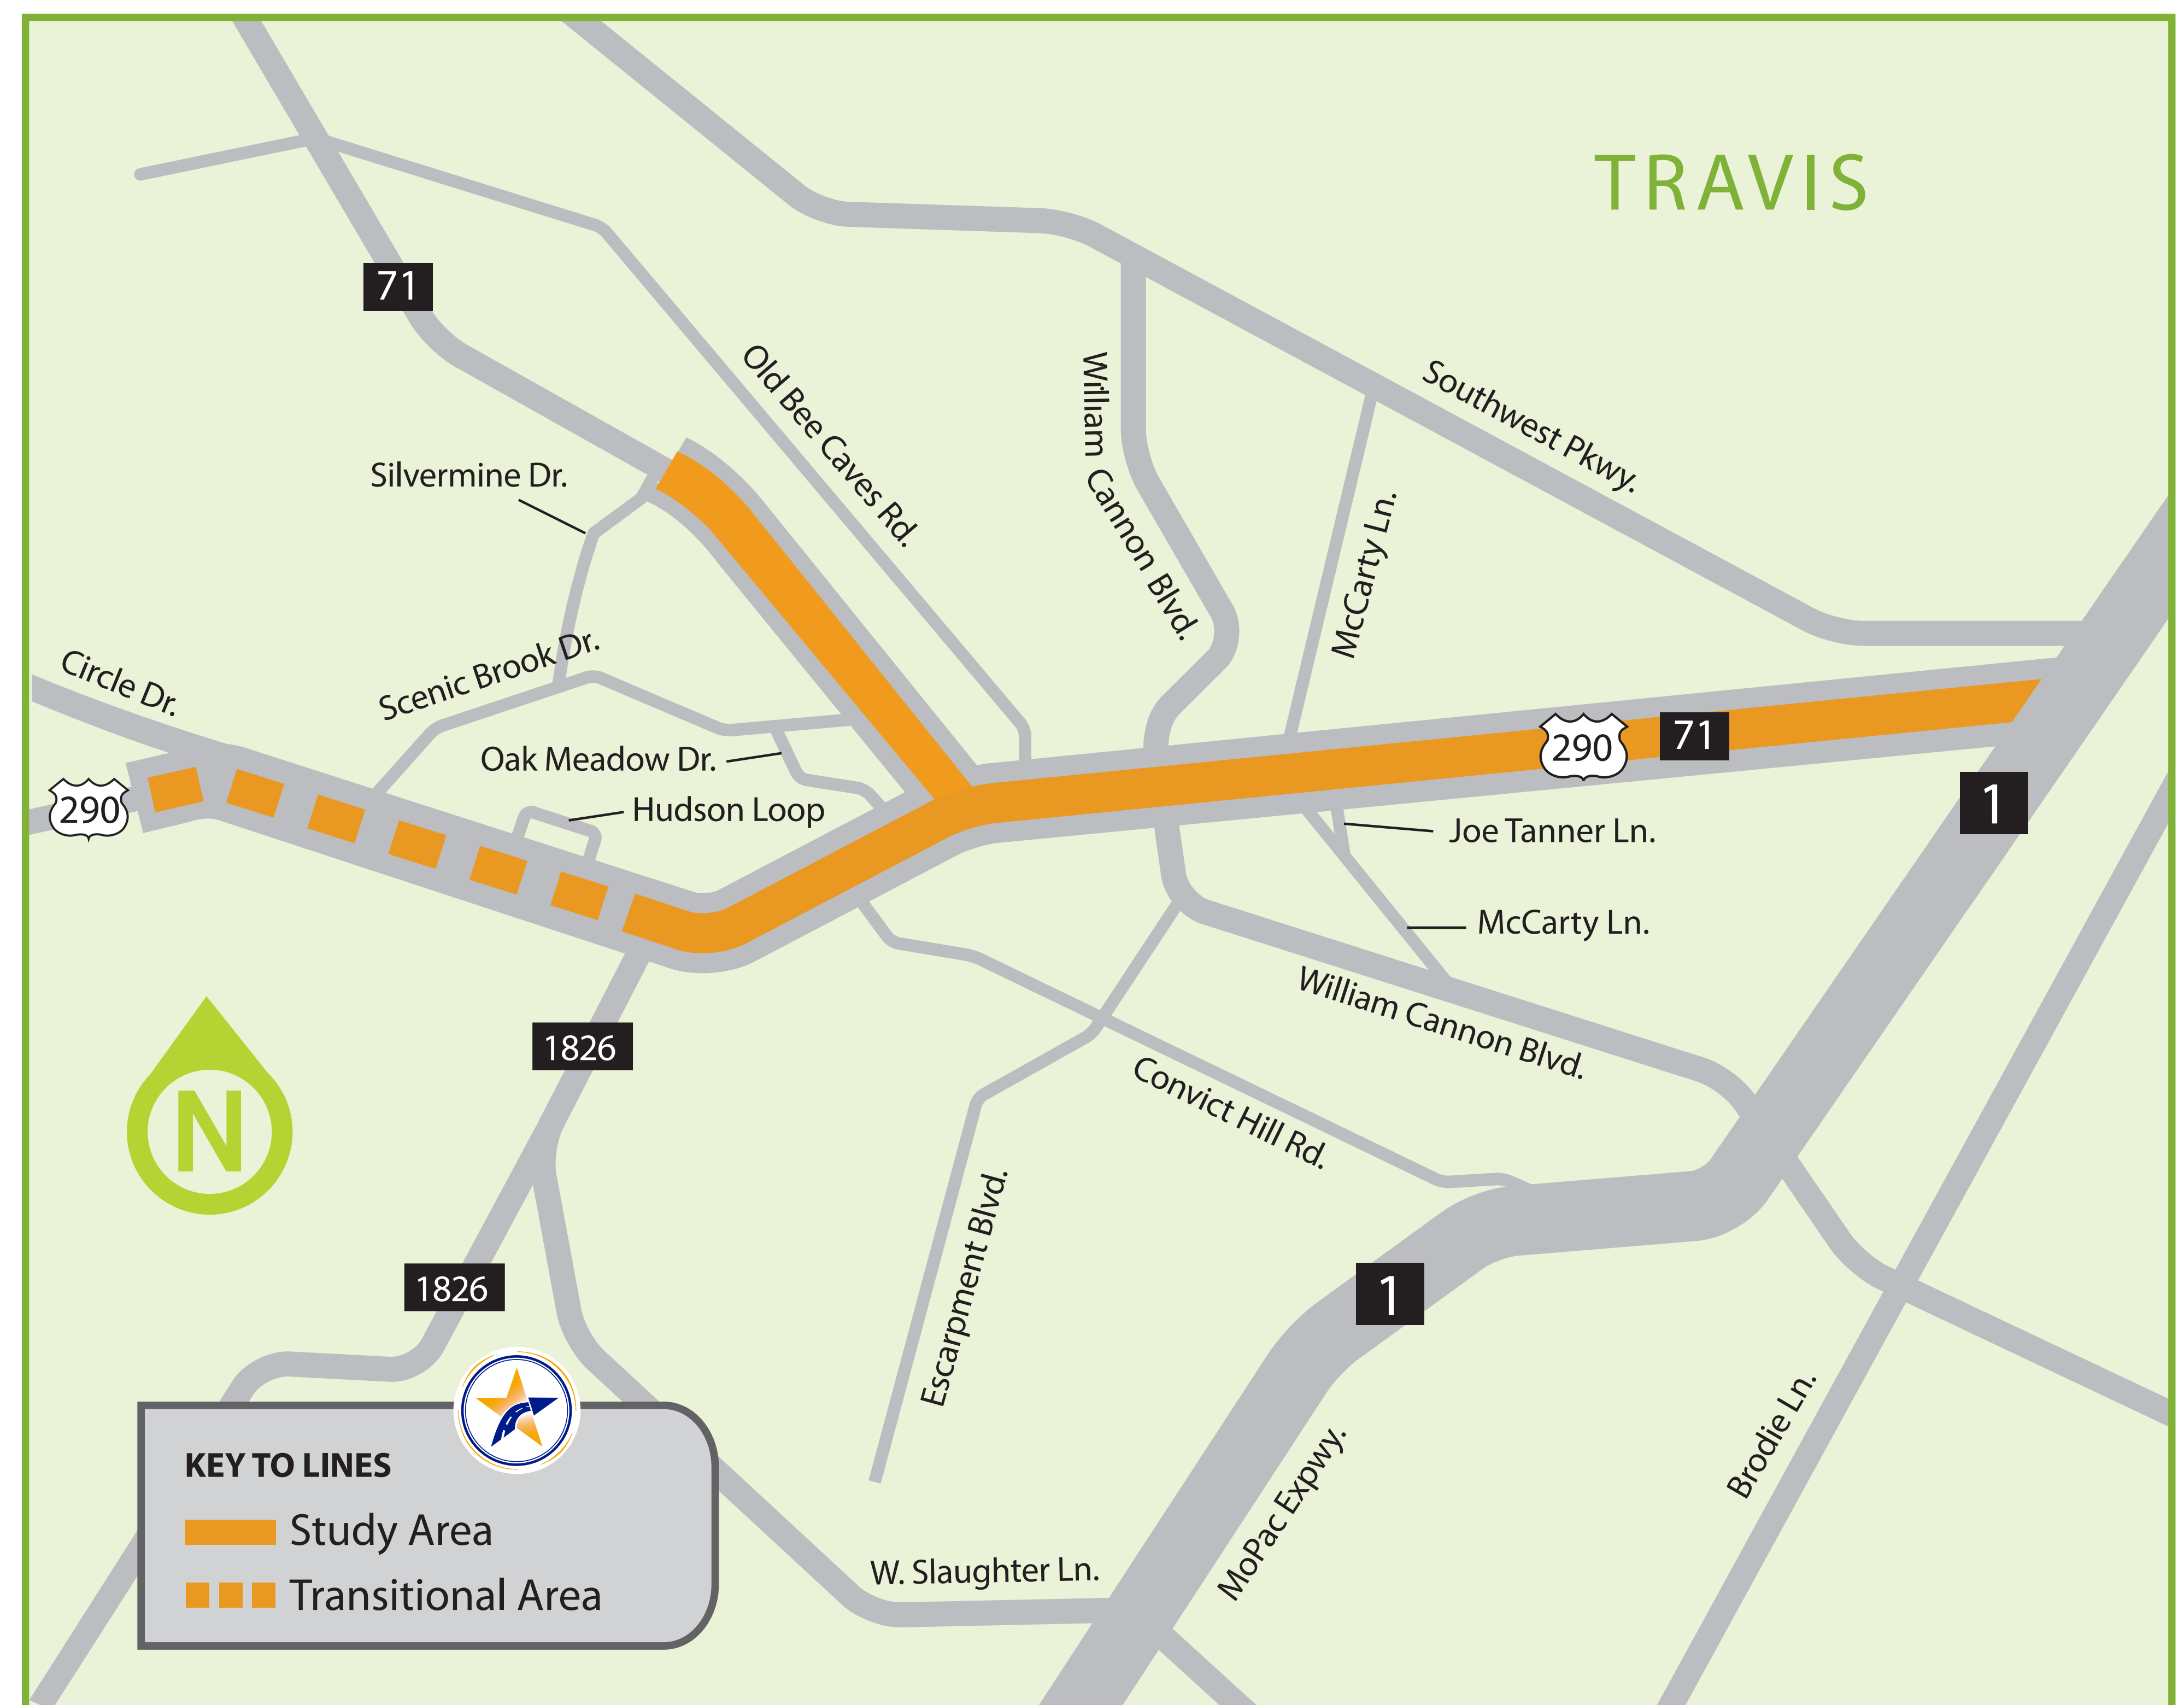 TRAVIS
71
Old Bee Caves Rd.
William Cannon Blvd.
Southwest Pkwy.
McCarty Ln.
Silvermine Dr.
Scenic Brook Dr.
Circle Dr.
Oak Meadow Dr.
Hudson Loop
290
290
71
1
Joe Tanner Ln.
McCarty Ln.
William Cannon Blvd.
1826
Convict Hill Rd.
N
Escarpment Blvd.
1826
1
Brodie Ln.
MoPac Expwy.
W. Slaughter Ln.
KEY TO LINES
Study Area
Transitional Area